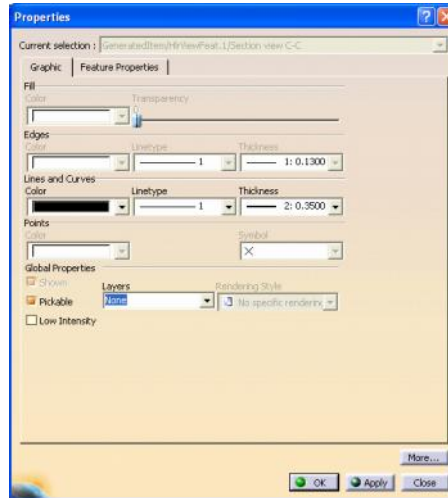 Properties
Current selection : GeneratedItem/HlrViewFeat.1/Section view C-C
Graphic Feature Properties
Fill
Color Transparency
0
Edges
Color Linetype Thickness
1 1: 0.1300
Lines and Curves
Color Linetype Thickness
1 2: 0.3500
Points
Color Symbol
Global Properties
Shown Layers Rendering Style
Pickable None No specific rendering
Low Intensity
More...
OK Apply Close